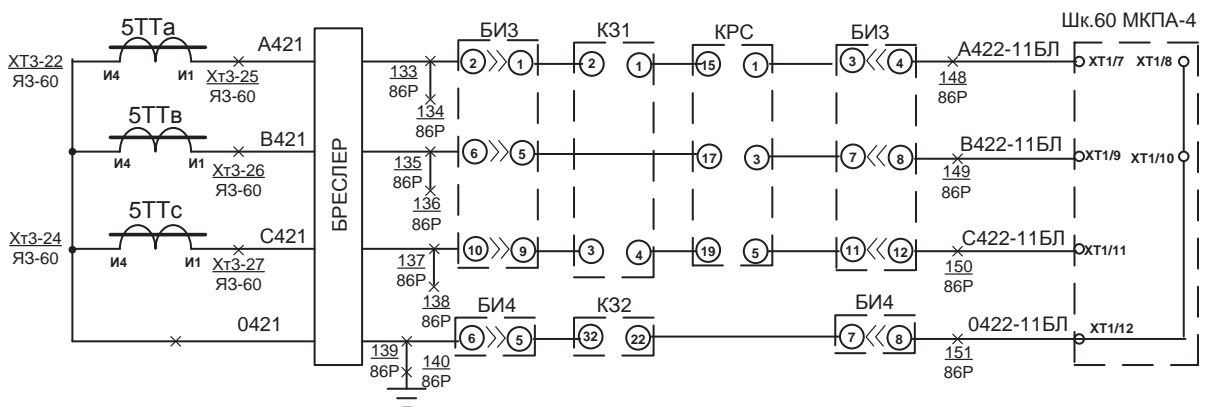 Шк.60 МКПА-4
5ТТа
А421
БИ3
КЗ1
КРС
БИ3
А422-11БЛ
ХТ3-22
ЯЗ-60
И4
И1
Хт3-25
ЯЗ-60
133
86Р
134
86Р
2
1
2
1
15
1
3
4
148
86Р
ХТ1/7
ХТ1/8
5ТТв
В421
В422-11БЛ
И4
И1
Хт3-26
ЯЗ-60
135
86Р
136
86Р
6
5
17
3
7
8
149
86Р
ХТ1/9
ХТ1/10
БРЕСЛЕР
5ТТс
С421
С422-11БЛ
Хт3-24
ЯЗ-60
И4
И1
Хт3-27
ЯЗ-60
137
86Р
138
86Р
10
9
3
4
19
5
11
12
150
86Р
ХТ1/11
БИ4
КЗ2
БИ4
0421
0422-11БЛ
139
86Р
140
86Р
6
5
32
22
7
8
151
86Р
ХТ1/12